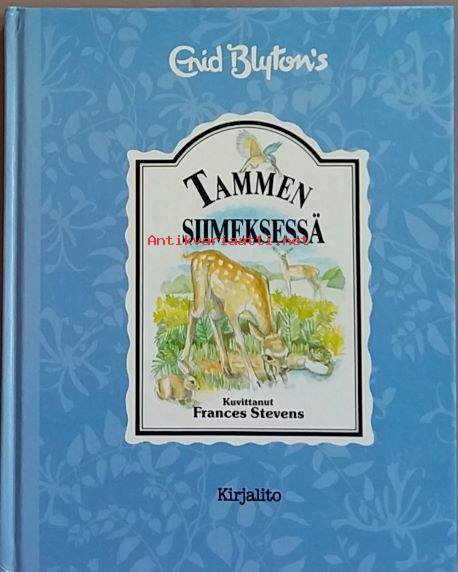 Enid Blyton's
TAMMEN
SIIMEKSESSÄ
Antikvariaatti.net
Kuvittanut
Frances Stevens
Kirjalito